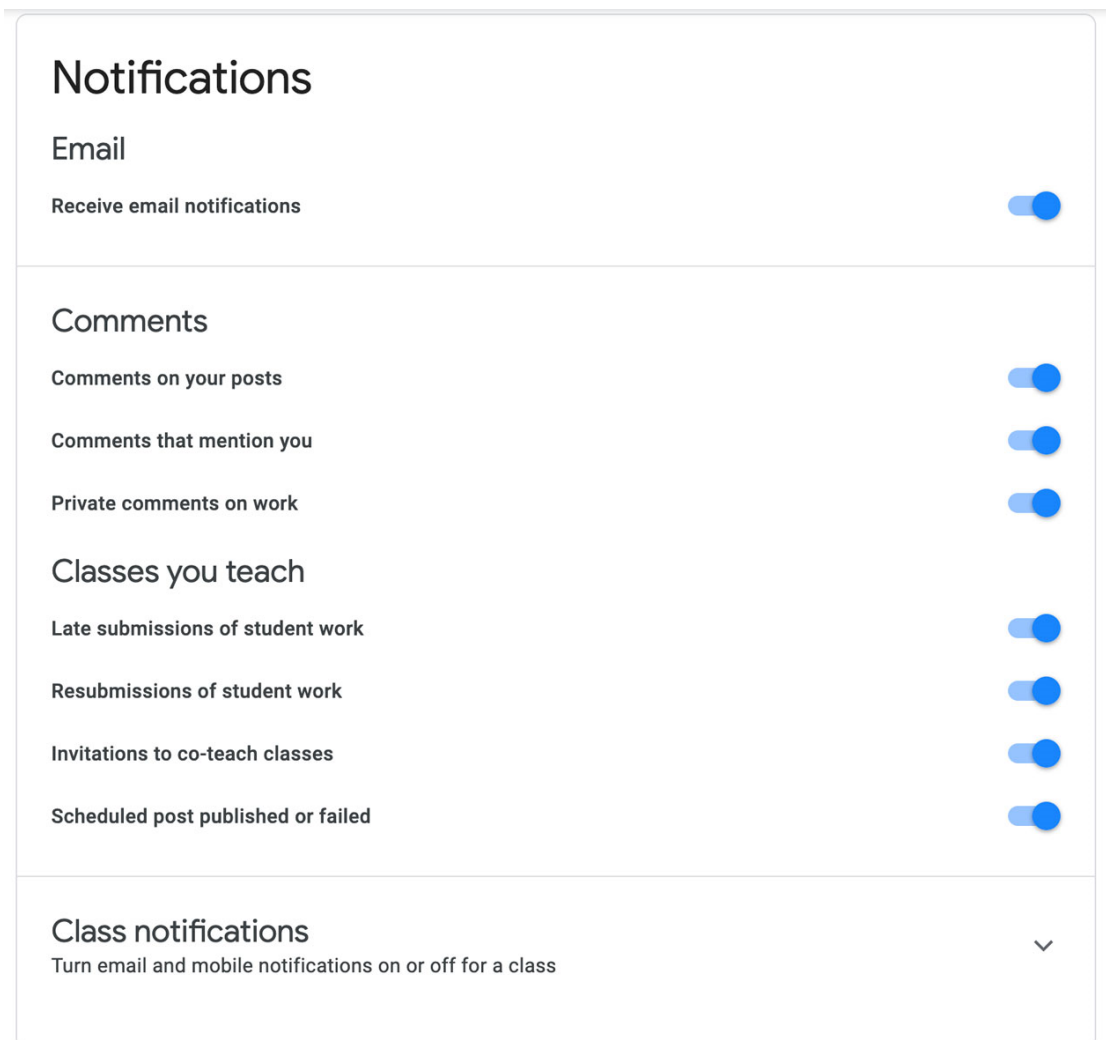 Notifications
Email
Receive email notifications
Comments
Comments on your posts
Comments that mention you
Private comments on work
Classes you teach
Late submissions of student work
Resubmissions of student work
Invitations to co-teach classes
Scheduled post published or failed
Class notifications
Turn email and mobile notifications on or off for a class